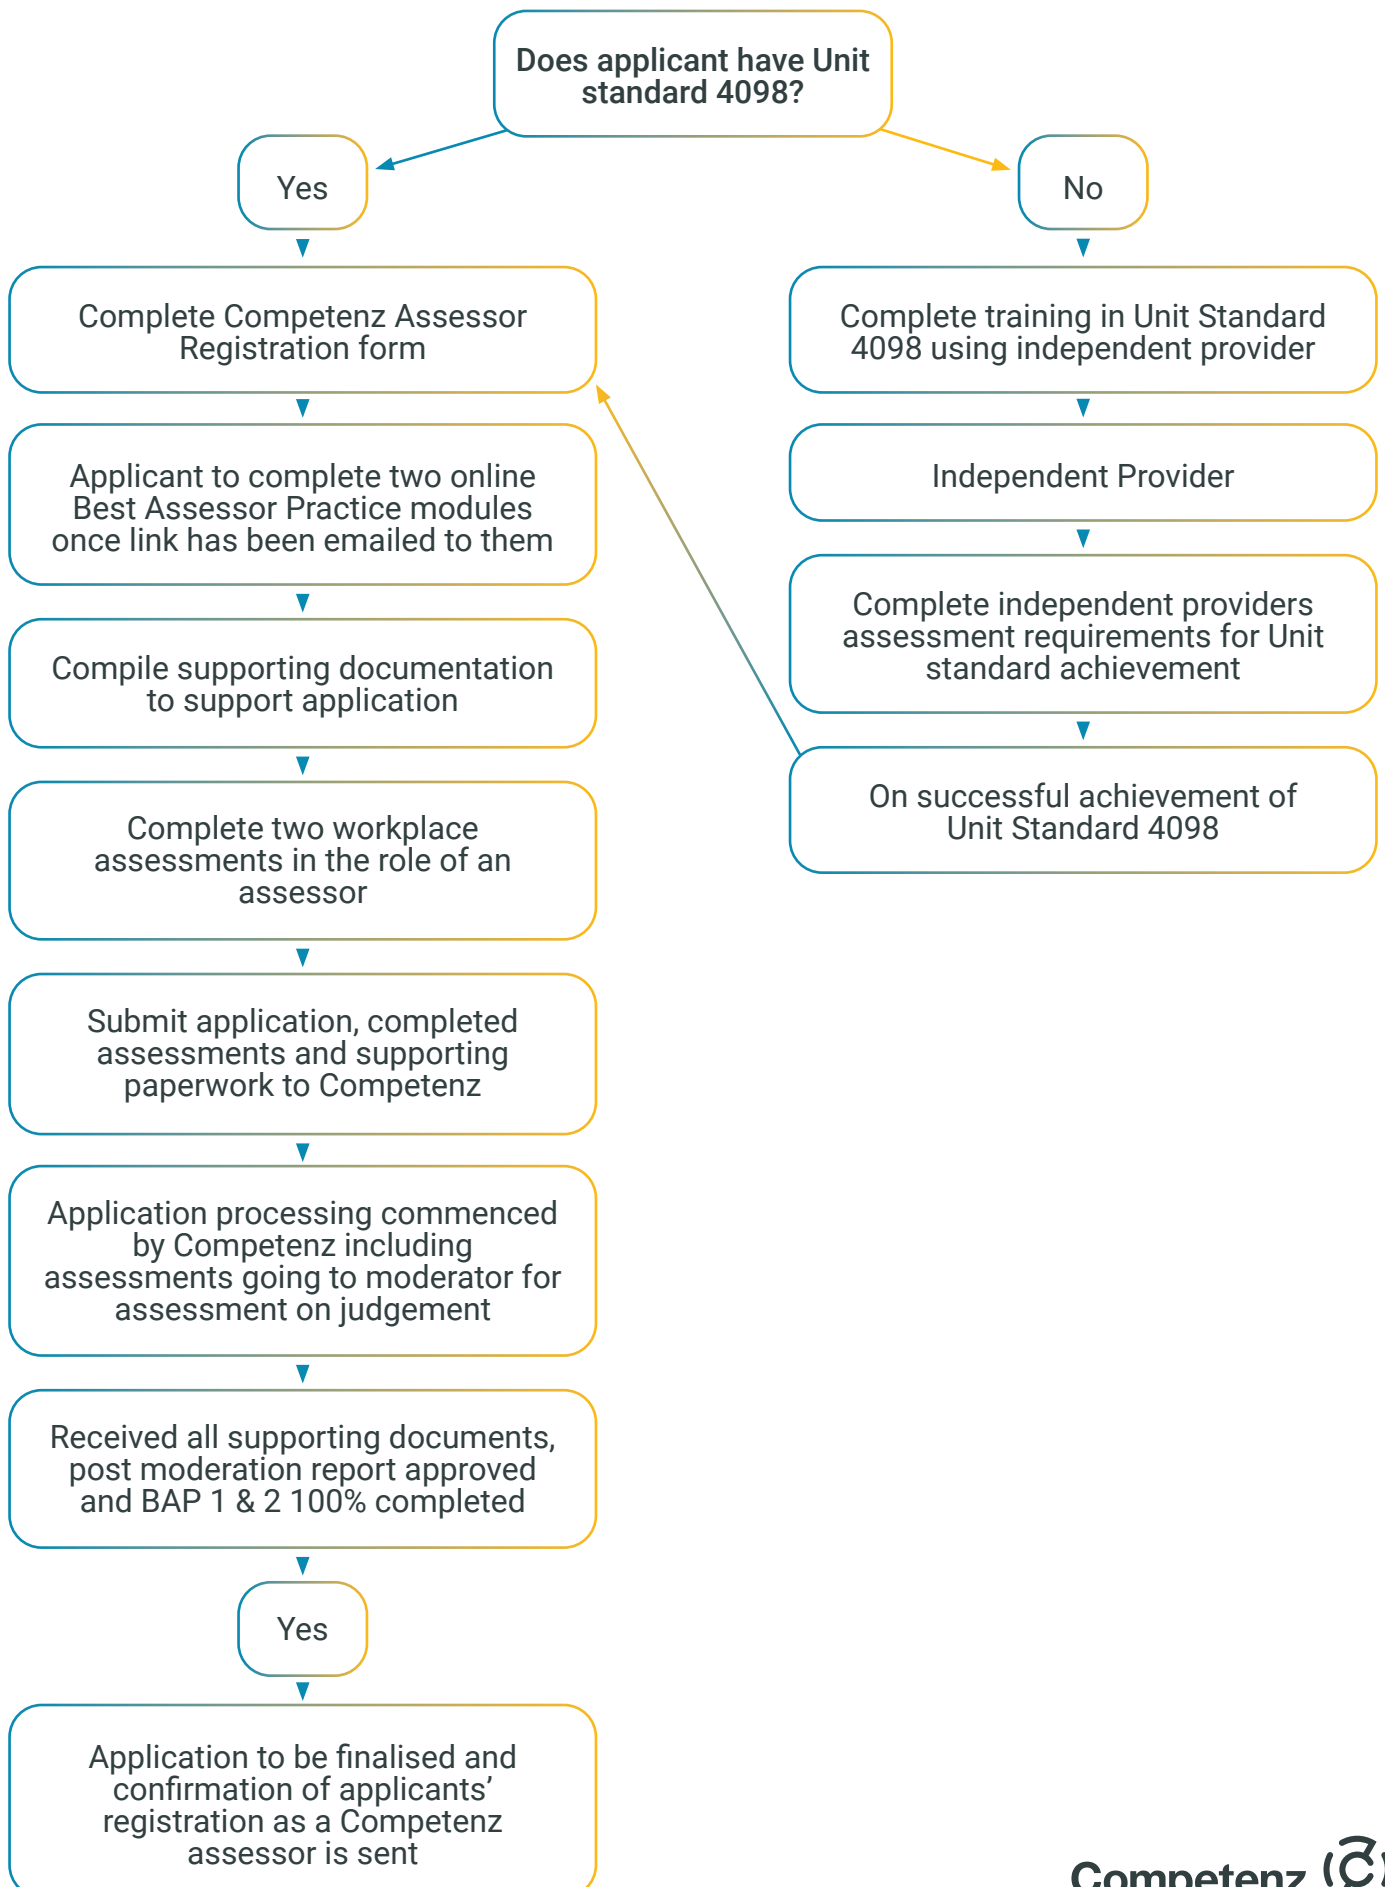 Does applicant have Unit
standard 4098?
Yes
No
Complete Competenz Assessor
Registration form
Applicant to complete two online
Best Assessor Practice modules
once link has been emailed to them
Compile supporting documentation
to support application
Complete two workplace
assessments in the role of an
assessor
Submit application, completed
assessments and supporting
paperwork to Competenz
Application processing commenced
by Competenz including
assessments going to moderator for
assessment on judgement
Received all supporting documents,
post moderation report approved
and BAP 1 & 2 100% completed
Yes
Application to be finalised and
confirmation of applicants’
registration as a Competenz
assessor is sent
Complete training in Unit Standard
4098 using independent provider
Independent Provider
Complete independent providers
assessment requirements for Unit
standard achievement
On successful achievement of
Unit Standard 4098
Competenz